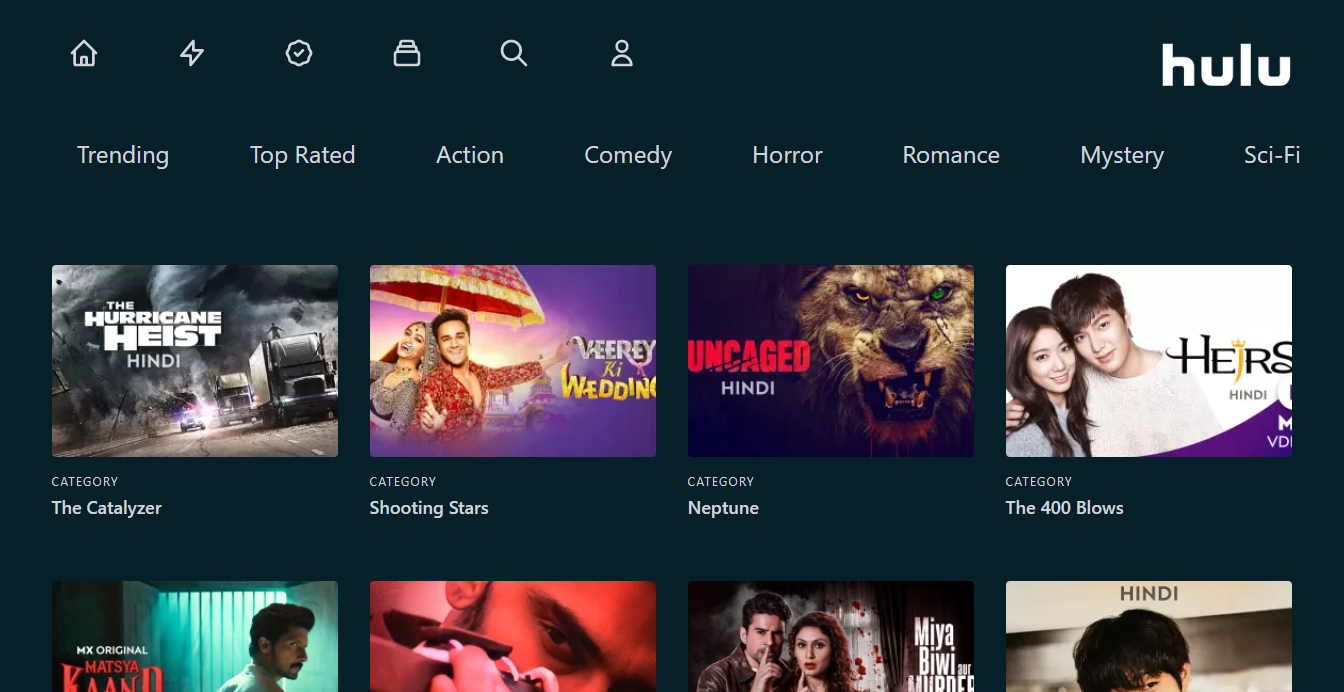 hulu
Trending Top Rated Action Comedy Horror Romance Mystery Sci-Fi
THE
HURRICANE
HEIST
HINDI
VEEREY
Ki
WEDDING
UNCAGED
HINDI
HEIRS
HINDI
M
VDI
CATEGORY
The Catalyzer
CATEGORY
Shooting Stars
CATEGORY
Neptune
CATEGORY
The 400 Blows
MX ORIGINAL
MATSYA
KAAND
Miya
Biwi aur
MURDER
HINDI